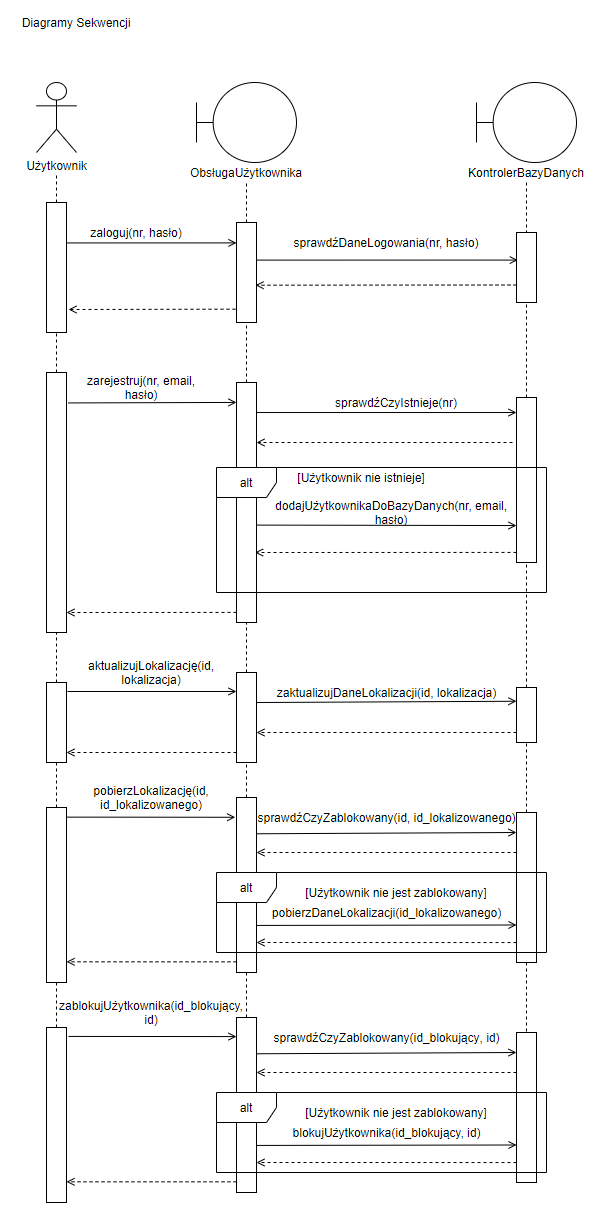 Diagramy Sekwencji
Użytkownik
ObsługaUżytkownika
KontrolerBazyDanych
zaloguj(nr, hasło)
sprawdźDaneLogowania(nr, hasło)
zarejestruj(nr, email,
hasło)
sprawdźCzyIstnieje(nr)
alt
[Użytkownik nie istnieje]
dodajUżytkownikaDoBazyDanych(nr, email,
hasło)
aktualizujLokalizację(id,
lokalizacja)
zaktualizujDaneLokalizacji(id, lokalizacja)
pobierzLokalizację(id,
id_lokalizowanego)
sprawdźCzyZablokowany(id, id_lokalizowanego)
alt
[Użytkownik nie jest zablokowany]
pobierzDaneLokalizacji(id_lokalizowanego)
zablokujUżytkownika(id_blokujący,
id)
sprawdźCzyZablokowany(id_blokujący, id)
alt
[Użytkownik nie jest zablokowany]
blokujUżytkownika(id_blokujący, id)